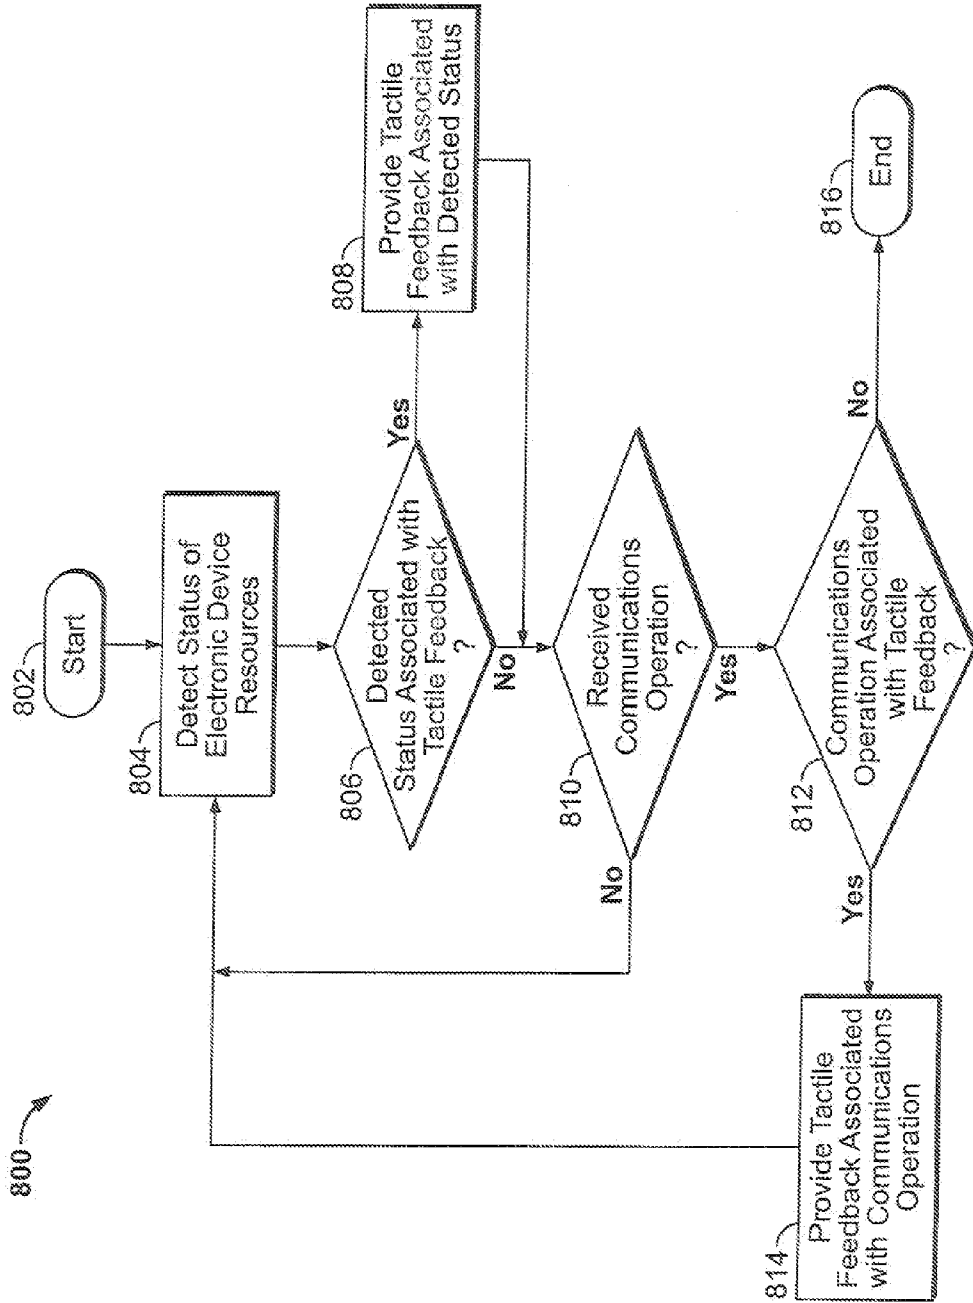 800
802
Start
804
Detect Status of
Electronic Device
Resources
806
Detected
Status Associated with
Tactile Feedback
?
Yes
No
808
Provide Tactile
Feedback Associated
with Detected Status
810
Received
Communications
Operation
?
No
Yes
812
Communications
Operation Associated
with Tactile
Feedback
?
Yes
No
814
Provide Tactile
Feedback Associated
with Communications
Operation
816
End